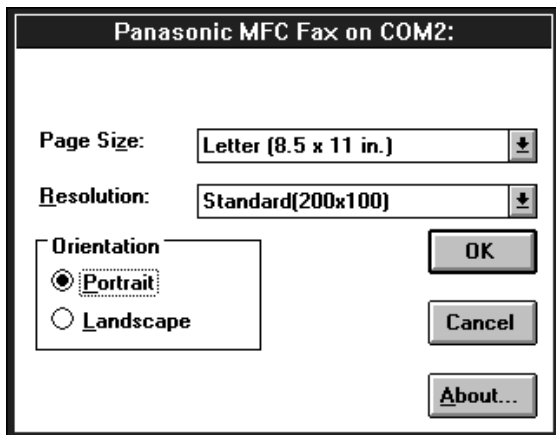 Panasonic MFC Fax on COM2:
Page Size: Letter (8.5 x 11 in.)
Resolution: Standard(200x100)
Orientation
Portrait
Landscape
OK
Cancel
About...